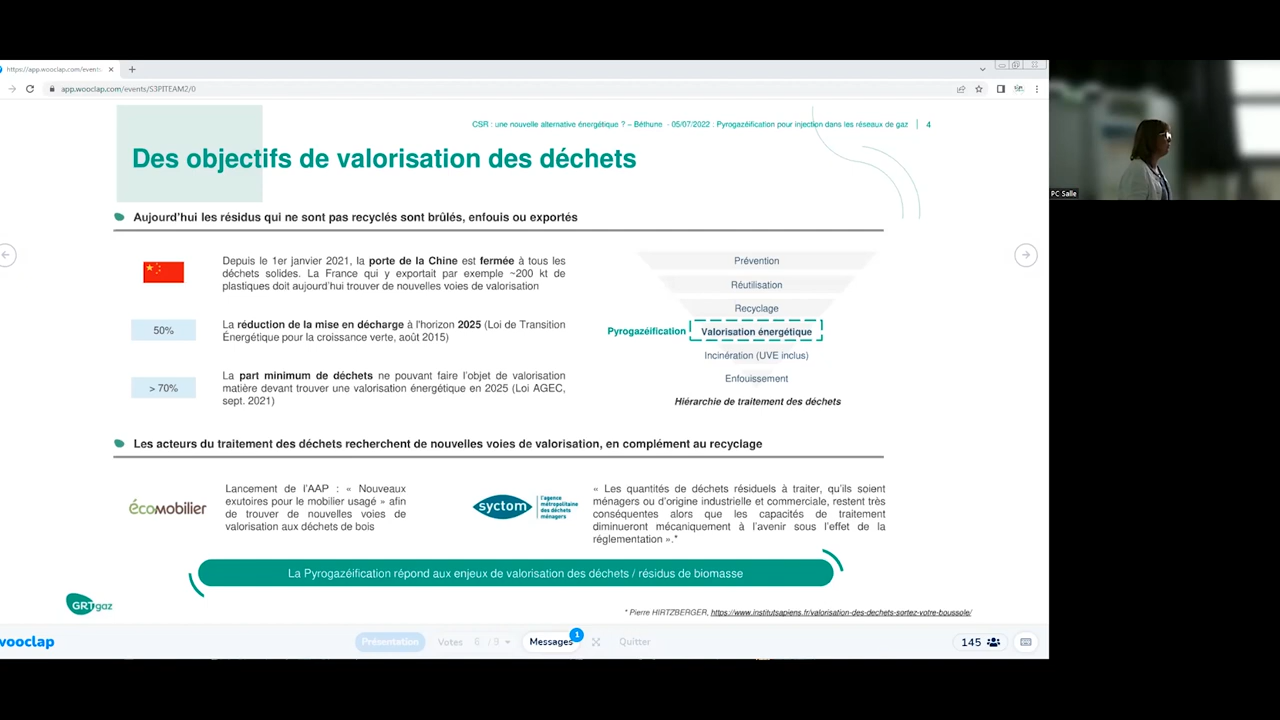 https://app.wooclap.com/events
app.wooclap.com/events/S3PITEAM2/0
CSR : une nouvelle alternative énergétique ? – Béthune - 05/07/2022 : Pyrogazéification pour injection dans les réseaux de gaz | 4
Des objectifs de valorisation des déchets
Aujourd'hui les résidus qui ne sont pas recyclés sont brûlés, enfouis ou exportés
Depuis le 1er janvier 2021, la porte de la Chine est fermée à tous les
déchets solides. La France qui y exportait par exemple ~200 kt de
plastiques doit aujourd'hui trouver de nouvelles voies de valorisation
50%
La réduction de la mise en décharge à l'horizon 2025 (Loi de Transition
Énergétique pour la croissance verte, août 2015)
> 70%
La part minimum de déchets ne pouvant faire l'objet de valorisation
matière devant trouver une valorisation énergétique en 2025 (Loi AGEC,
sept. 2021)
Prévention
Réutilisation
Recyclage
Pyrogazéification
Valorisation énergétique
Incinération (UVE inclus)
Enfouissement
Hiérarchie de traitement des déchets
Les acteurs du traitement des déchets recherchent de nouvelles voies de valorisation, en complément au recyclage
écomobilier
Lancement de l'AAP : « Nouveaux
exutoires pour le mobilier usagé » afin
de trouver de nouvelles voies de
valorisation aux déchets de bois
syctom
l'agence
métropolitaine
des déchets
ménagers
« Les quantités de déchets résiduels à traiter, qu'ils soient
ménagers ou d'origine industrielle et commerciale, restent très
conséquentes alors que les capacités de traitement
diminueront mécaniquement à l'avenir sous l'effet de la
réglementation ».*
La Pyrogazéification répond aux enjeux de valorisation des déchets / résidus de biomasse
GRTgaz
* Pierre HIRTZBERGER, https://www.institutsapiens.fr/valorisation-des-dechets-sortez-votre-boussole/
wooclap
Présentation
Votes 6 / 9
Messages
1
Quitter
145
PC Salle